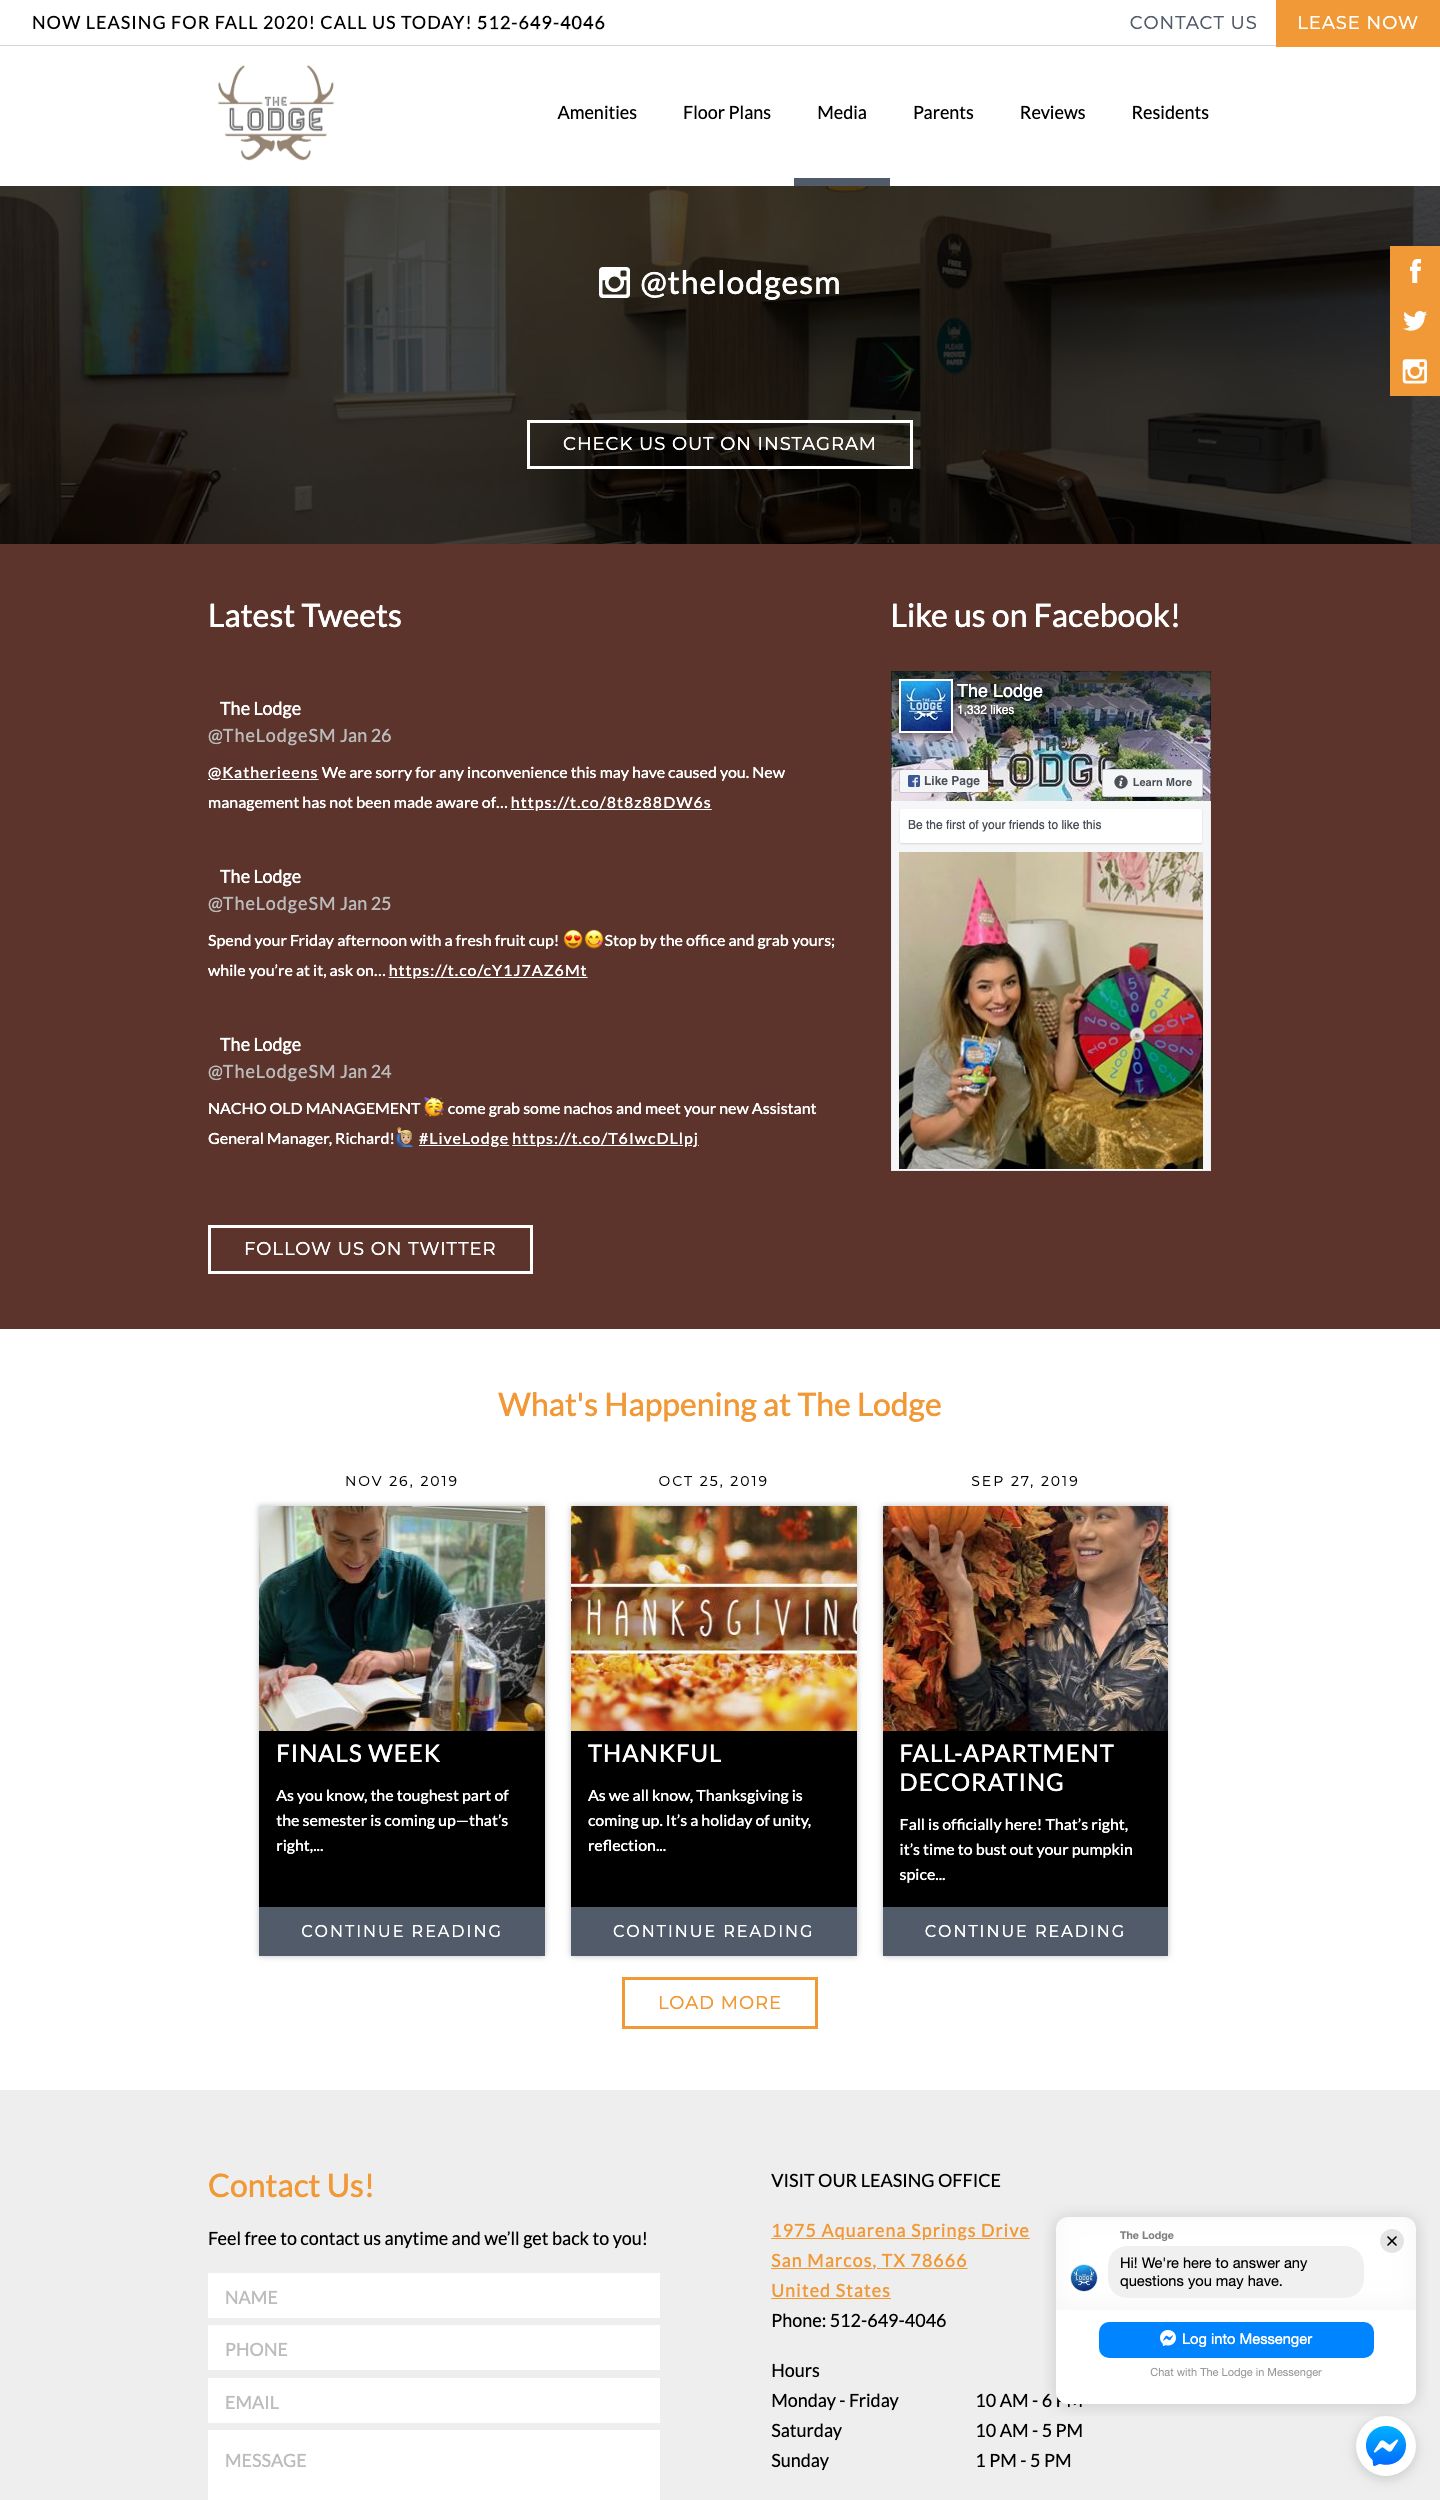 NOW LEASING FOR FALL 2020! CALL US TODAY! 512-649-4046
CONTACT US
LEASE NOW
THE
LODGE
Amenities
Floor Plans
Media
Parents
Reviews
Residents
FREE
PRINTING
PLEASE
PROVIDE
PAPER
@thelodgesm
CHECK US OUT ON INSTAGRAM
Latest Tweets
The Lodge
@TheLodgeSM Jan 26
@Katherieens We are sorry for any inconvenience this may have caused you. New
management has not been made aware of… https://t.co/8t8z88DW6s
The Lodge
@TheLodgeSM Jan 25
Spend your Friday afternoon with a fresh fruit cup! 😍😋Stop by the office and grab yours;
while you’re at it, ask on… https://t.co/cY1J7AZ6Mt
The Lodge
@TheLodgeSM Jan 24
NACHO OLD MANAGEMENT 🥳 come grab some nachos and meet your new Assistant
General Manager, Richard!🙋🏼‍♂️ #LiveLodge https://t.co/T6IwcDLlpj
FOLLOW US ON TWITTER
Like us on Facebook!
LODGE
The Lodge
1,332 likes
THE
LODG
Like Page
Learn More
Be the first of your friends to like this
What's Happening at The Lodge
NOV 26, 2019
FINALS WEEK
As you know, the toughest part of
the semester is coming up—that’s
right,...
CONTINUE READING
OCT 25, 2019
HANKSGIVING
THANKFUL
As we all know, Thanksgiving is
coming up. It’s a holiday of unity,
reflection...
CONTINUE READING
SEP 27, 2019
FALL-APARTMENT
DECORATING
Fall is officially here! That’s right,
it’s time to bust out your pumpkin
spice...
CONTINUE READING
LOAD MORE
Contact Us!
Feel free to contact us anytime and we’ll get back to you!
NAME
PHONE
EMAIL
MESSAGE
VISIT OUR LEASING OFFICE
1975 Aquarena Springs Drive
San Marcos, TX 78666
United States
Phone: 512-649-4046
Hours
Monday - Friday 10 AM - 6 PM
Saturday 10 AM - 5 PM
Sunday 1 PM - 5 PM
The Lodge
Hi! We're here to answer any
questions you may have.
Log into Messenger
Chat with The Lodge in Messenger